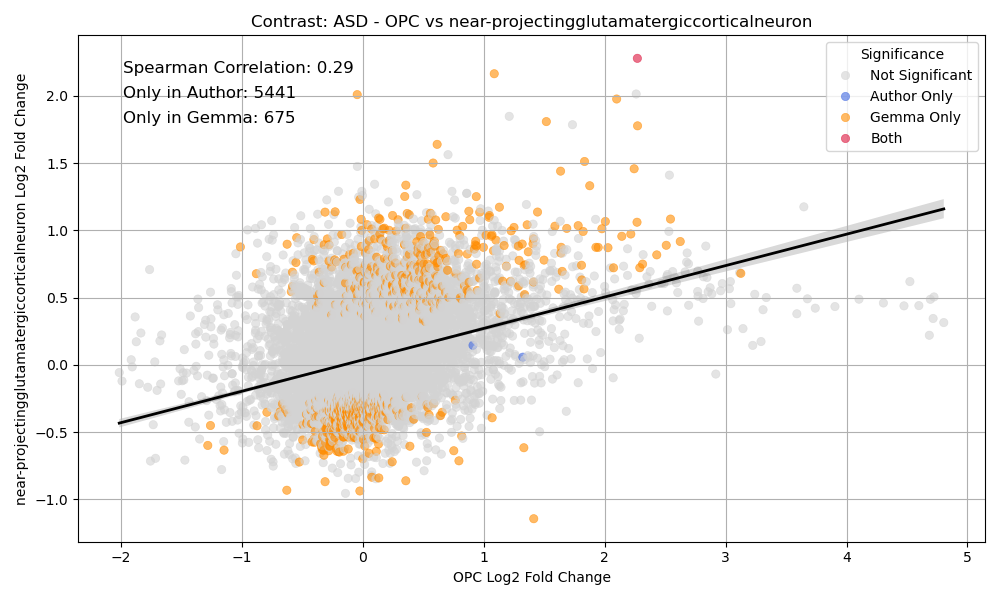 Contrast: ASD - OPC vs near-projectingglutamatergiccorticalneuron
Spearman Correlation: 0.29
Only in Author: 5441
Only in Gemma: 675
Significance
Not Significant
Author Only
Gemma Only
Both
near-projectingglutamatergiccorticalneuron Log2 Fold Change
2.0
1.5
1.0
0.5
0.0
−0.5
−1.0
−2
−1
0
1
2
3
4
5
OPC Log2 Fold Change